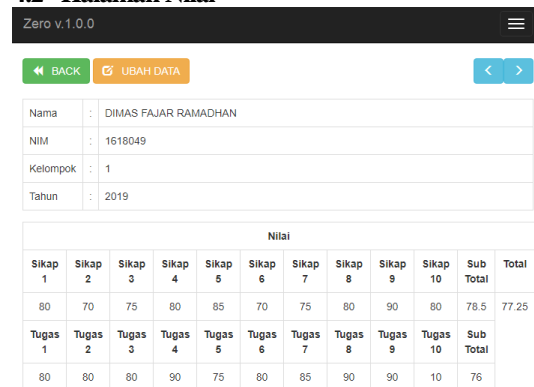 4.2 Halaman Nilai
Zero v.1.0.0
BACK UBAH DATA
Nama : DIMAS FAJAR RAMADHAN
NIM : 1618049
Kelompok : 1
Tahun : 2019
Nilai
Sikap 1 Sikap 2 Sikap 3 Sikap 4 Sikap 5 Sikap 6 Sikap 7 Sikap 8 Sikap 9 Sikap 10 Sub Total Total
80 70 75 80 85 70 75 80 90 80 78.5 77.25
Tugas 1 Tugas 2 Tugas 3 Tugas 4 Tugas 5 Tugas 6 Tugas 7 Tugas 8 Tugas 9 Tugas 10 Sub Total
80 80 80 90 75 80 85 90 90 10 76